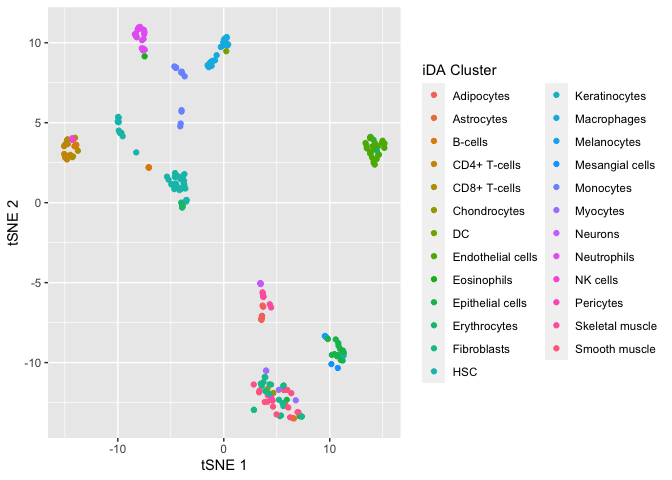 10
5
0
-5
-10
-10
0
10
tSNE 1
tSNE 2
iDA Cluster
Adipocytes
Astrocytes
B-cells
CD4+ T-cells
CD8+ T-cells
Chondrocytes
DC
Endothelial cells
Eosinophils
Epithelial cells
Erythrocytes
Fibroblasts
HSC
Keratinocytes
Macrophages
Melanocytes
Mesangial cells
Monocytes
Myocytes
Neurons
Neutrophils
NK cells
Pericytes
Skeletal muscle
Smooth muscle